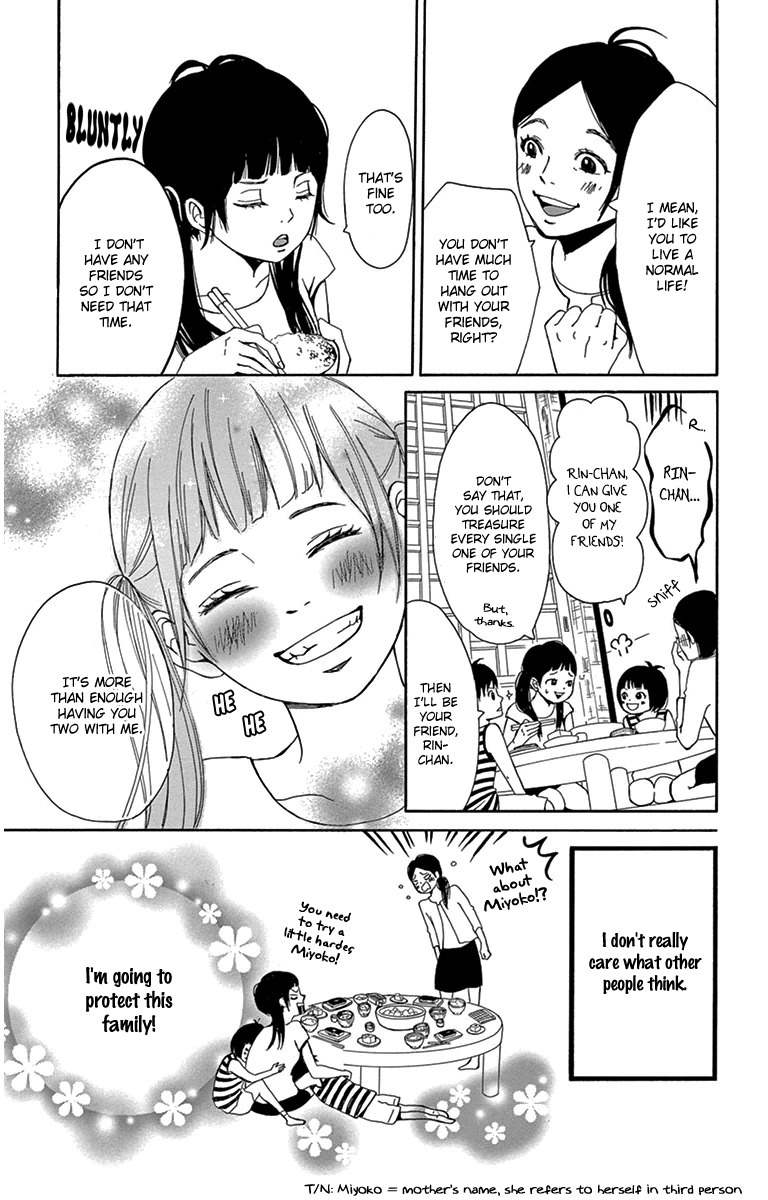 I MEAN,
I'D LIKE
YOU TO
LIVE A
NORMAL
LIFE!
YOU DON'T
HAVE MUCH
TIME TO
HANG OUT
WITH YOUR
FRIENDS,
RIGHT?
THAT'S
FINE
TOO.
BLUNTLY
I DON'T
HAVE ANY
FRIENDS
SO I DON'T
NEED THAT
TIME.
R...
RIN-
CHAN...
sniff
RIN-CHAN,
I CAN GIVE
YOU ONE
OF MY
FRIENDS!
DON'T
SAY THAT,
YOU SHOULD
TREASURE
EVERY SINGLE
ONE OF YOUR
FRIENDS.
But,
thanks.
THEN
I'LL BE
YOUR
FRIEND,
RIN-
CHAN.
IT'S MORE
THAN ENOUGH
HAVING YOU
TWO WITH ME.
HE
HE
I don't really
care what other
people think.
What
about
Miyoko!?
You need
to try a
little harder,
Miyoko!
I'm going to
protect this
family!
T/N: Miyoko = mother's name, she refers to herself in third person